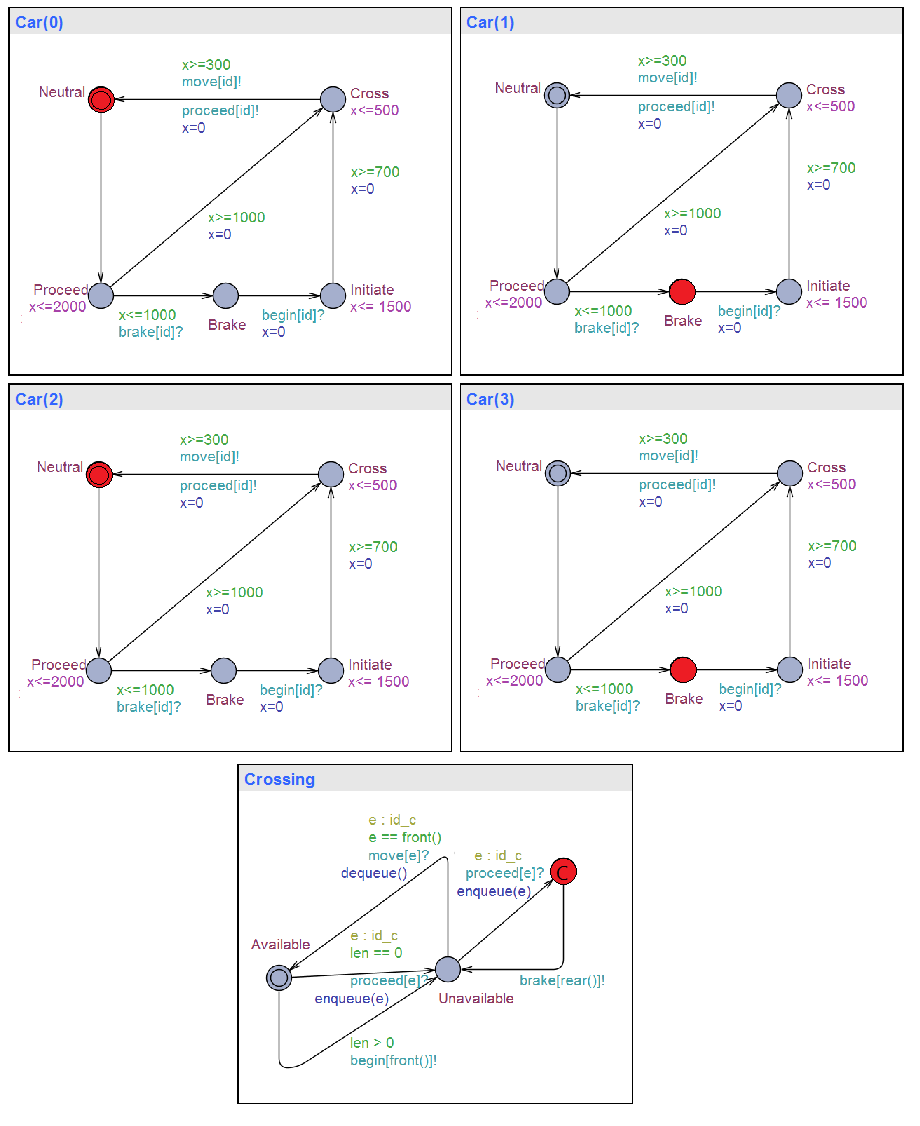 Car(0)
x>=300
move[id]!
Neutral
Cross
x<=500
proceed[id]!
x=0
x>=700
x=0
x>=1000
x=0
Proceed
x<=2000
Initiate
x<= 1500
x<=1000
brake[id]?
Brake
begin[id]?
x=0
Car(1)
x>=300
move[id]!
Neutral
Cross
x<=500
proceed[id]!
x=0
x>=700
x=0
x>=1000
x=0
Proceed
x<=2000
Initiate
x<= 1500
x<=1000
brake[id]?
Brake
begin[id]?
x=0
Car(2)
x>=300
move[id]!
Neutral
Cross
x<=500
proceed[id]!
x=0
x>=700
x=0
x>=1000
x=0
Proceed
x<=2000
Initiate
x<= 1500
x<=1000
brake[id]?
Brake
begin[id]?
x=0
Car(3)
x>=300
move[id]!
Neutral
Cross
x<=500
proceed[id]!
x=0
x>=700
x=0
x>=1000
x=0
Proceed
x<=2000
Initiate
x<= 1500
x<=1000
brake[id]?
Brake
begin[id]?
x=0
Crossing
e : id_c
e == front()
move[e]?
dequeue()
e : id_c
proceed[e]?
enqueue(e)
C
Available
e : id_c
len == 0
proceed[e]?
enqueue(e)
Unavailable
brake[rear()]!
len > 0
begin[front()]!